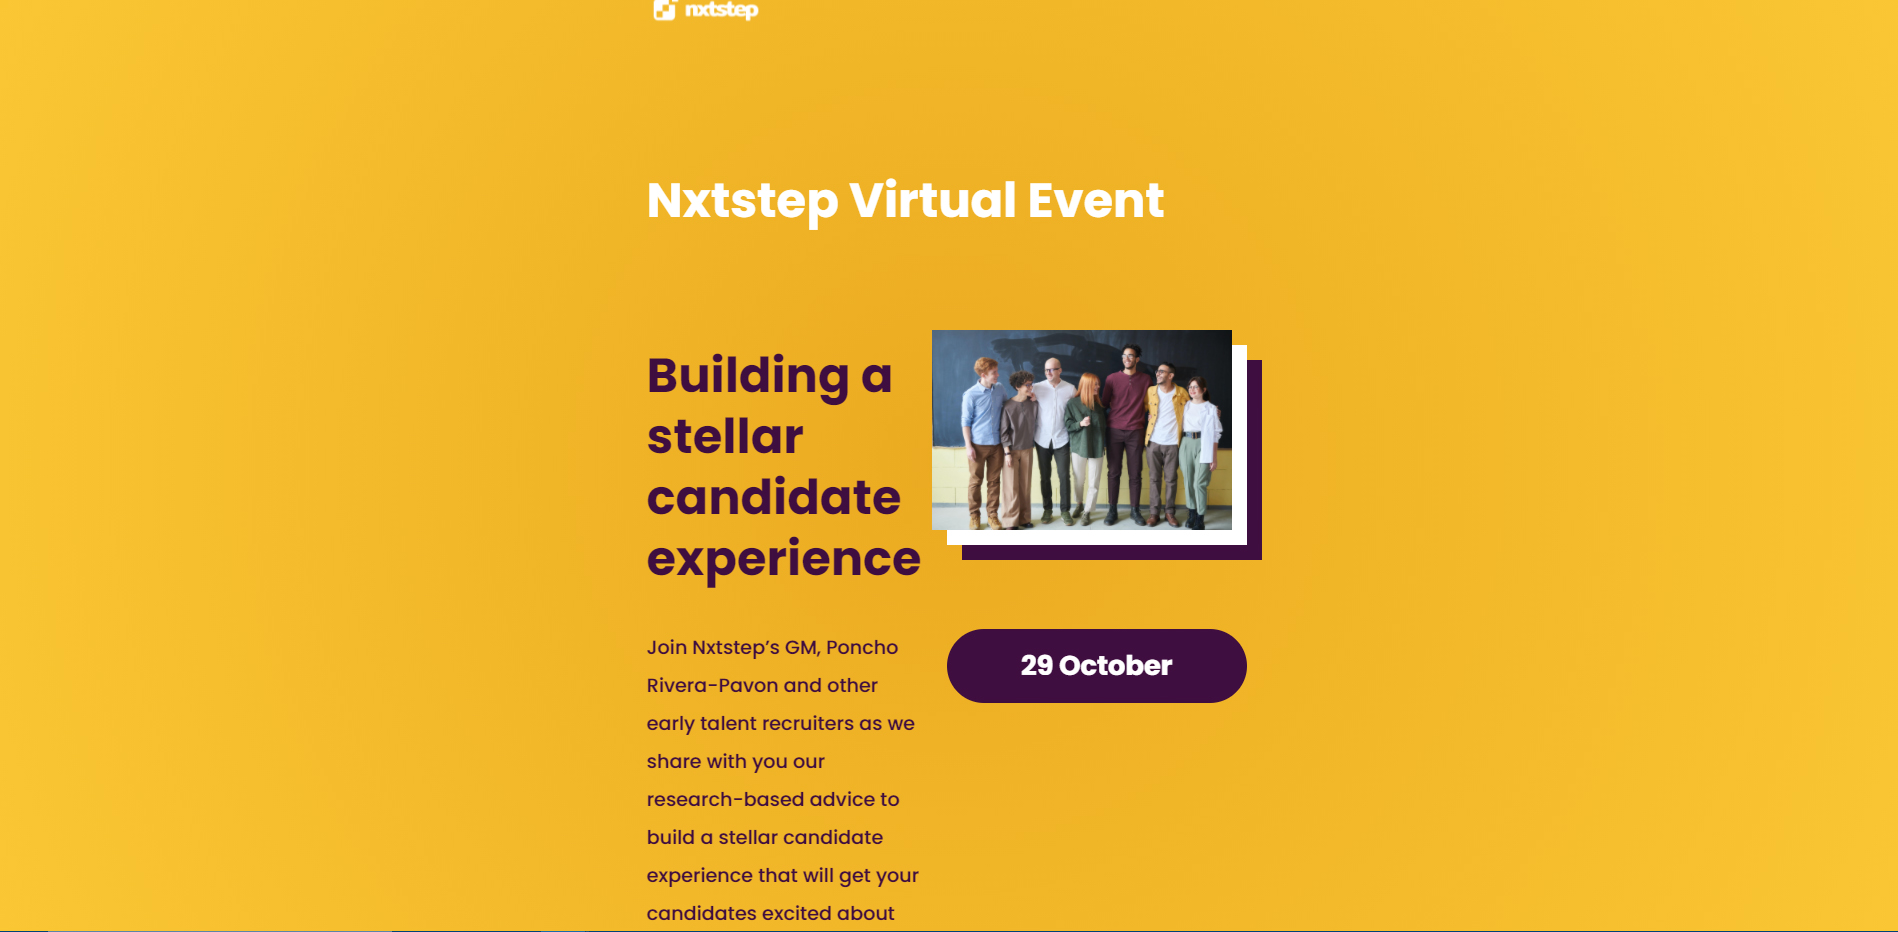 nxtstep
Nxtstep Virtual Event
Building a
stellar
candidate
experience
Join Nxtstep’s GM, Poncho
Rivera-Pavon and other
early talent recruiters as we
share with you our
research-based advice to
build a stellar candidate
experience that will get your
candidates excited about
29 October